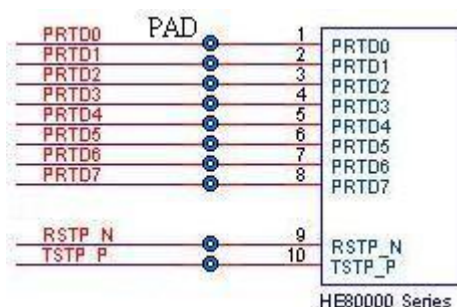 PAD
PRTD0 1 PRTD0
PRTD1 2 PRTD1
PRTD2 3 PRTD2
PRTD3 4 PRTD3
PRTD4 5 PRTD4
PRTD5 6 PRTD5
PRTD6 7 PRTD6
PRTD7 8 PRTD7
RSTP_N 9 RSTP_N
TSTP_P 10 TSTP_P
HE80000 Series